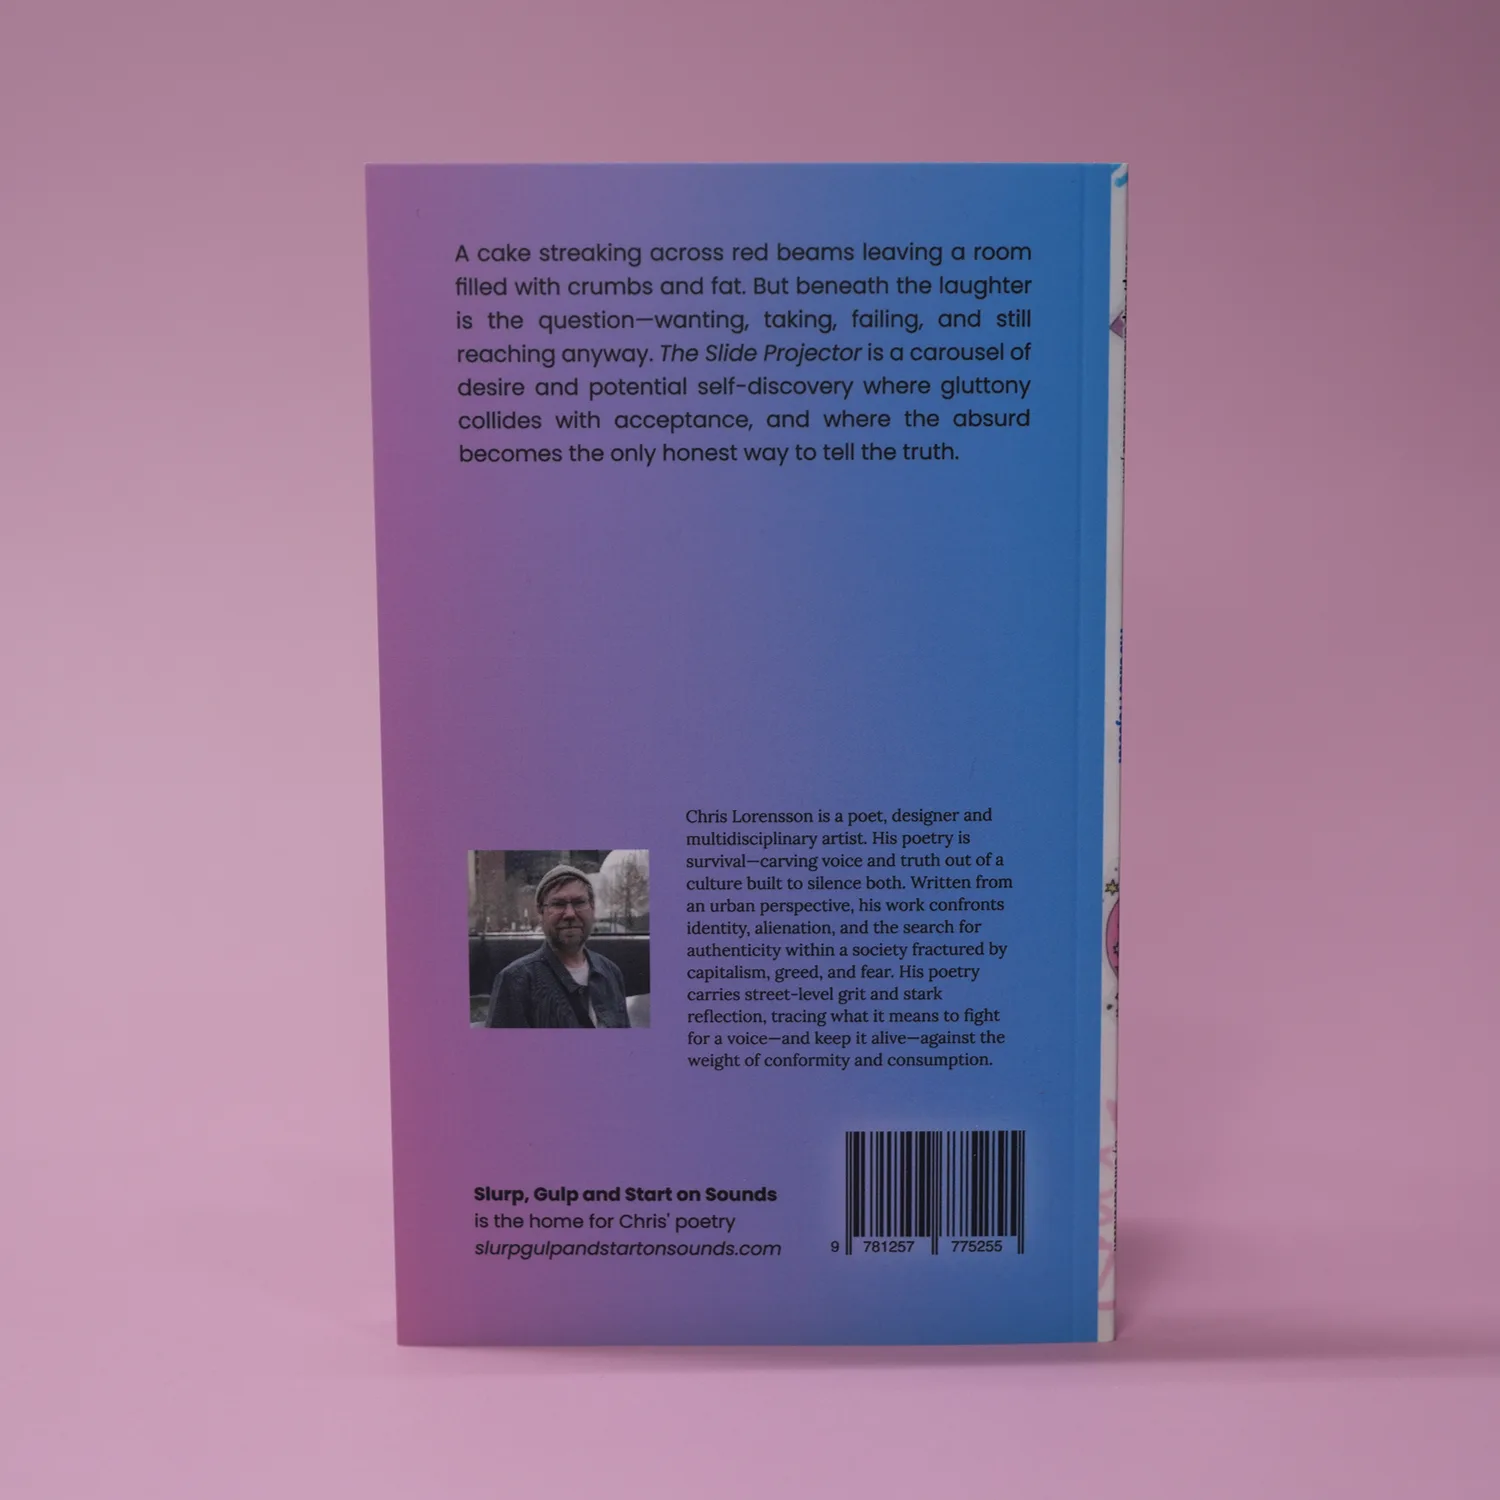 A cake streaking across red beams leaving a room
filled with crumbs and fat. But beneath the laughter
is the question—wanting, taking, failing, and still
reaching anyway. The Slide Projector is a carousel of
desire and potential self-discovery where gluttony
collides with acceptance, and where the absurd
becomes the only honest way to tell the truth.
Chris Lorensson is a poet, designer and
multidisciplinary artist. His poetry is
survival—carving voice and truth out of a
culture built to silence both. Written from
an urban perspective, his work confronts
identity, alienation, and the search for
authenticity within a society fractured by
capitalism, greed, and fear. His poetry
carries street-level grit and stark
reflection, tracing what it means to fight
for a voice—and keep it alive—against the
weight of conformity and consumption.
Slurp, Gulp and Start on Sounds
is the home for Chris' poetry
slurpgulpandstartonsounds.com
9 781257 775255